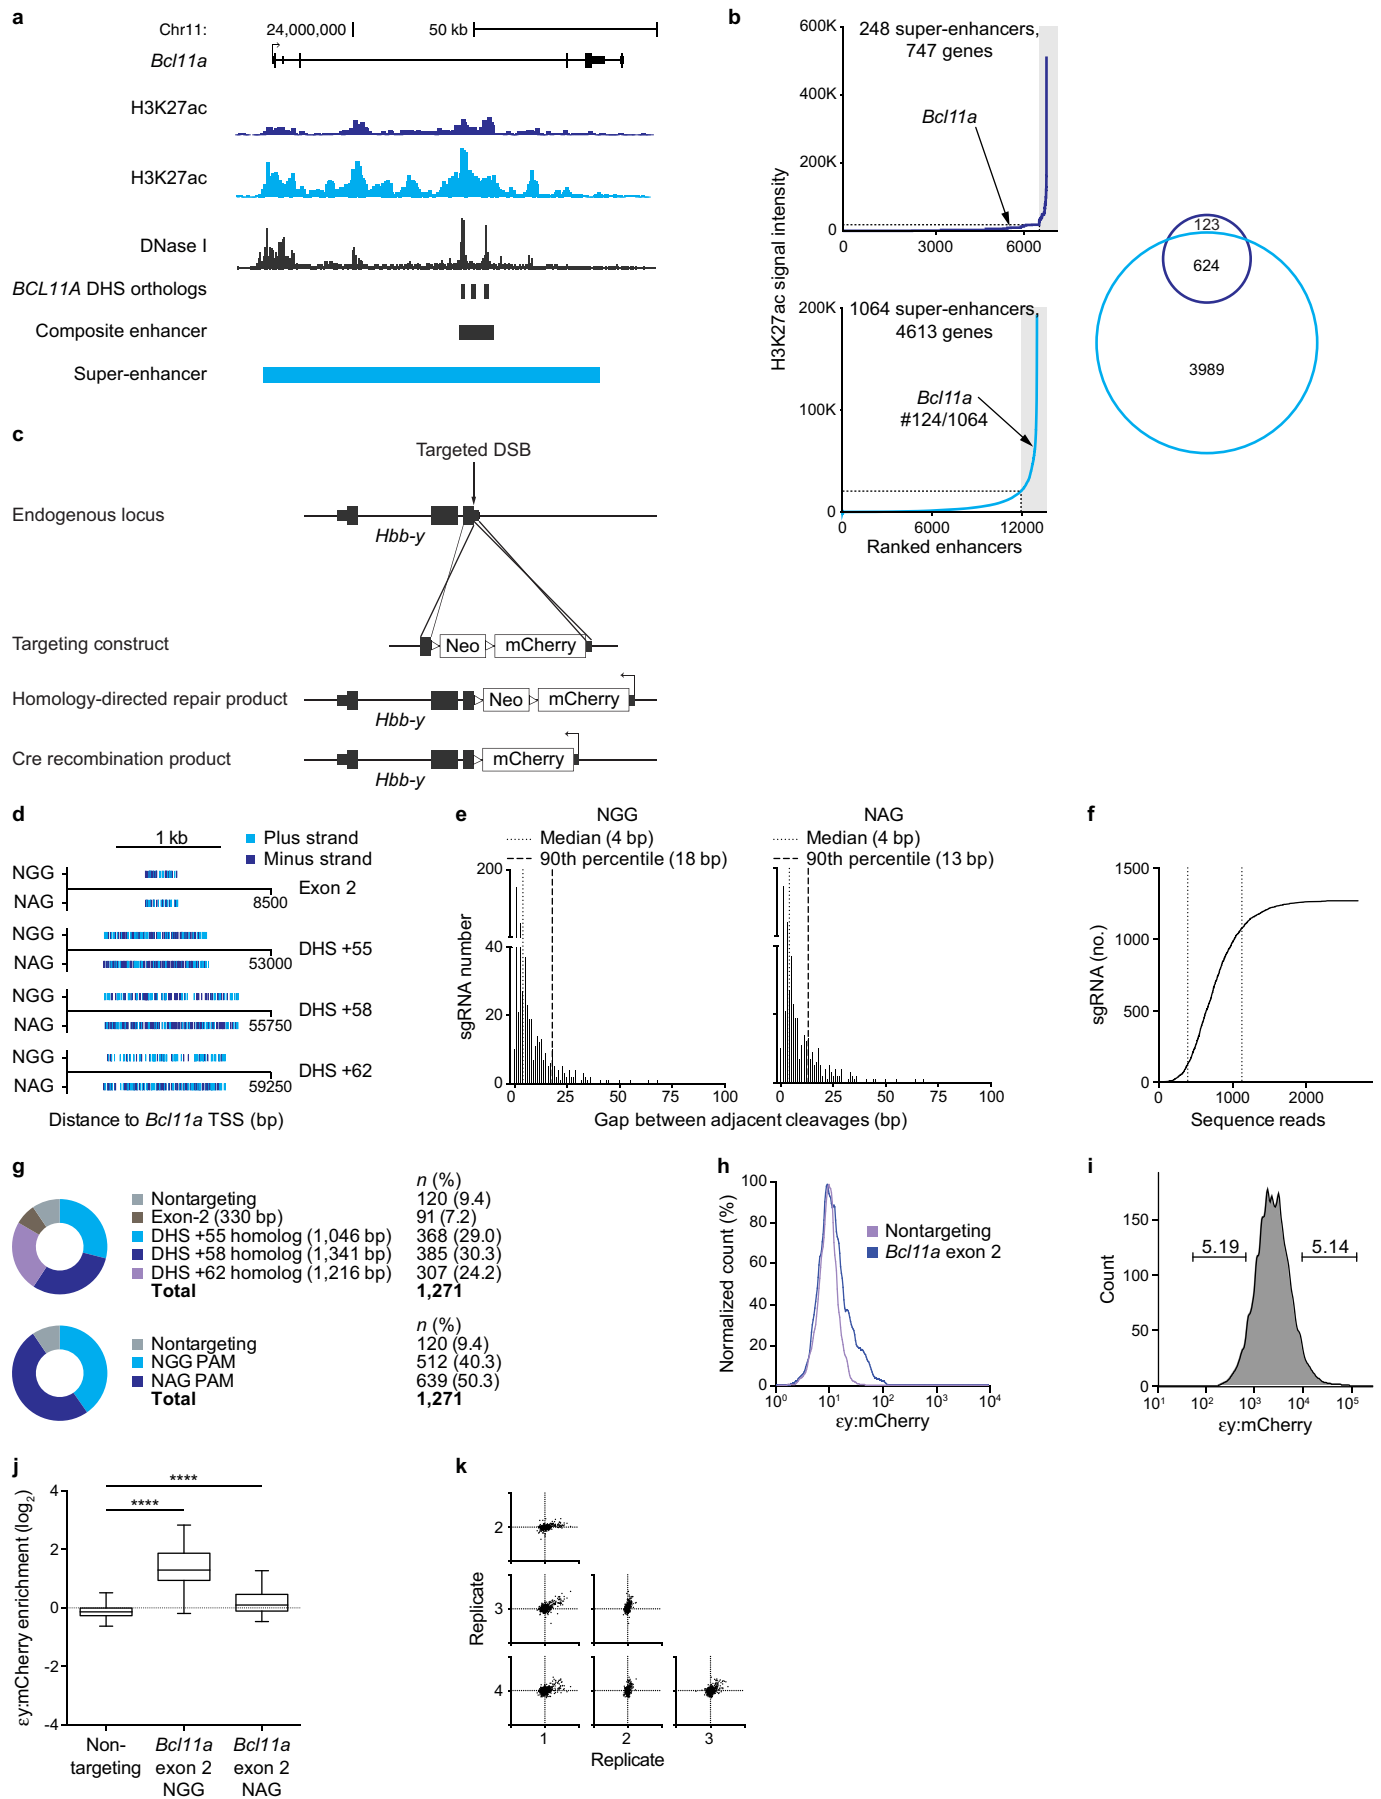 a
Chr11: 24,000,000 50 kb
Bcl11a
H3K27ac
H3K27ac
DNase I
BCL11A DHS orthologs
Composite enhancer
Super-enhancer
b
H3K27ac signal intensity
600K
400K
200K
0
248 super-enhancers,
747 genes
Bcl11a
0 3000 6000
200K
100K
0
1064 super-enhancers,
4613 genes
Bcl11a
#124/1064
0 6000 12000
Ranked enhancers
123
624
3989
c
Targeted DSB
Endogenous locus
Hbb-y
Targeting construct
Neo mCherry
Homology-directed repair product
Neo mCherry
Hbb-y
Cre recombination product
mCherry
Hbb-y
d
1 kb
Plus strand
Minus strand
NGG
NAG
8500
Exon 2
NGG
NAG
53000
DHS +55
NGG
NAG
55750
DHS +58
NGG
NAG
59250
DHS +62
Distance to Bcl11a TSS (bp)
e
NGG
Median (4 bp)
90th percentile (18 bp)
200
40
20
0
sgRNA number
0 25 50 75 100
NAG
Median (4 bp)
90th percentile (13 bp)
0 25 50 75 100
Gap between adjacent cleavages (bp)
f
1500
1000
500
0
sgRNA (no.)
0 1000 2000
Sequence reads
g
n (%)
Nontargeting 120 (9.4)
Exon-2 (330 bp) 91 (7.2)
DHS +55 homolog (1,046 bp) 368 (29.0)
DHS +58 homolog (1,341 bp) 385 (30.3)
DHS +62 homolog (1,216 bp) 307 (24.2)
Total 1,271
n (%)
Nontargeting 120 (9.4)
NGG PAM 512 (40.3)
NAG PAM 639 (50.3)
Total 1,271
h
Normalized count (%)
100
80
60
40
20
0
Nontargeting
Bcl11a exon 2
10⁰ 10¹ 10² 10³ 10⁴
εy:mCherry
i
Count
150
100
50
0
5.19 5.14
10¹ 10² 10³ 10⁴ 10⁵
εy:mCherry
j
εy:mCherry enrichment (log₂)
4
2
0
-2
-4
****
****
Non-
targeting
Bcl11a
exon 2
NGG
Bcl11a
exon 2
NAG
k
Replicate
2
3
4
1 2 3
Replicate